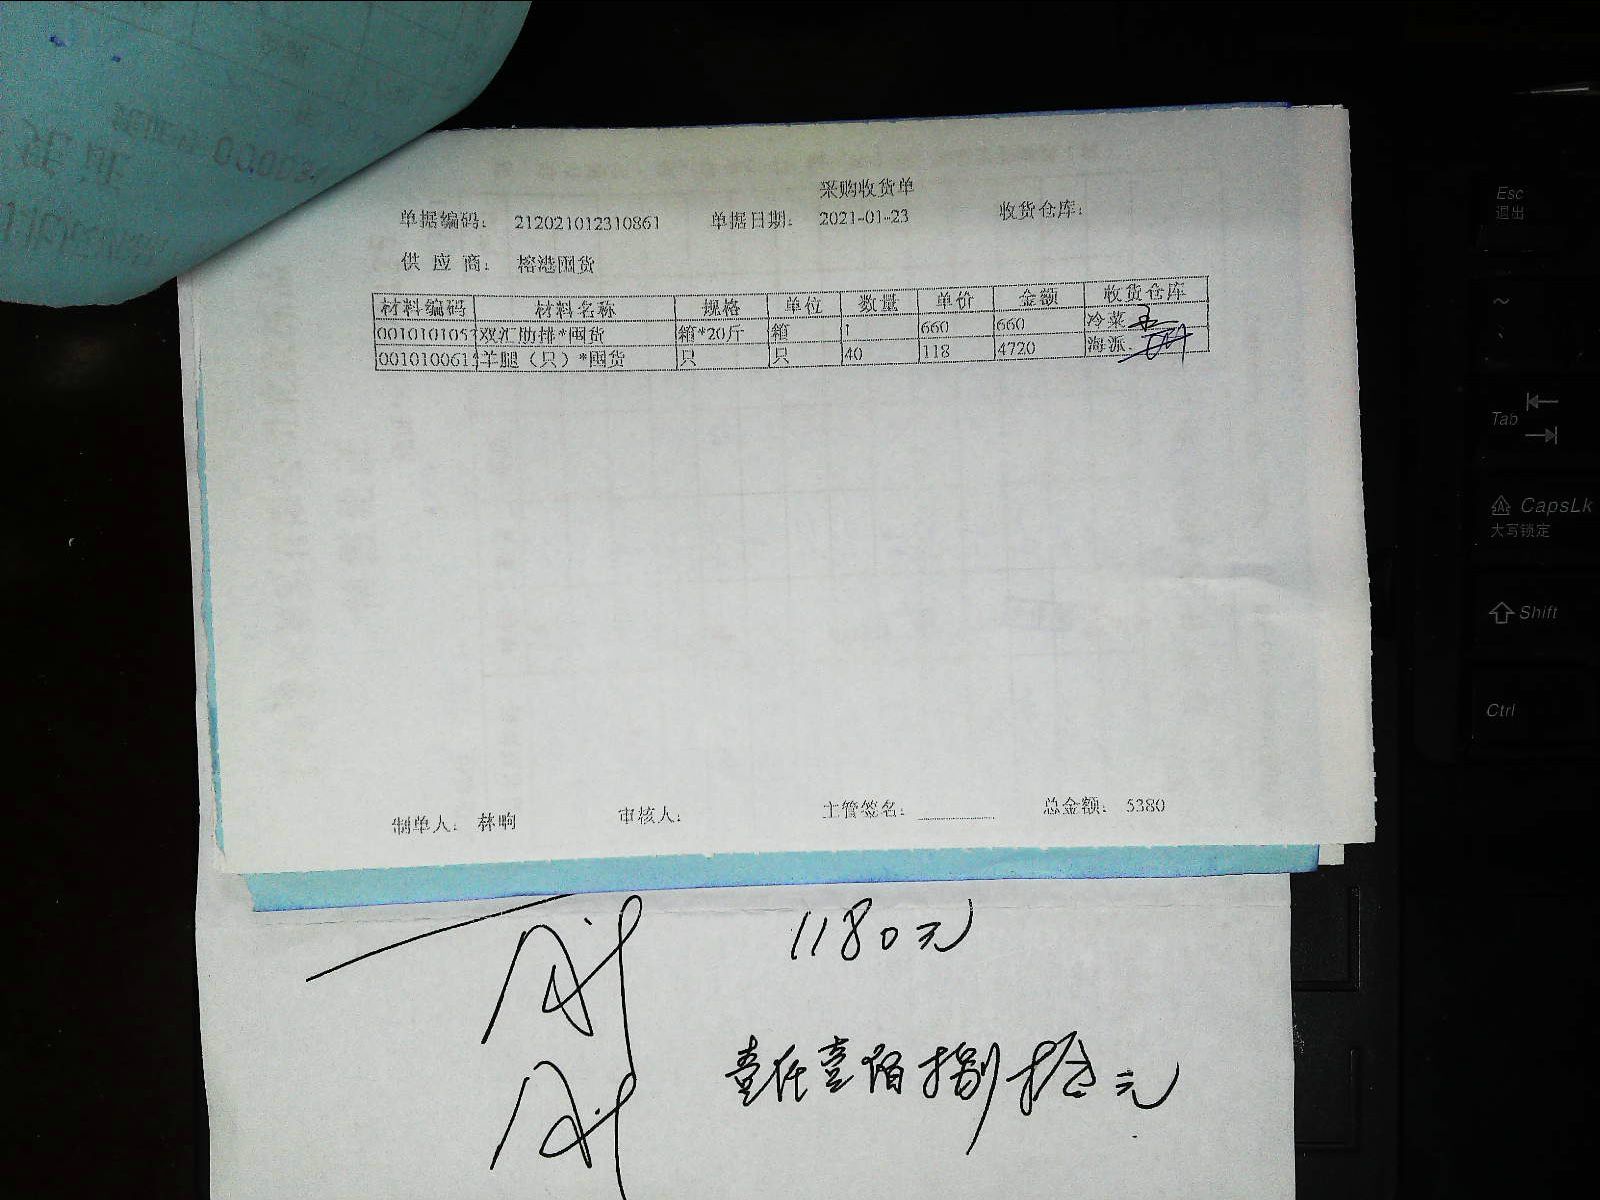 采购收货单
单据编码： 212021012310861 单据日期： 2021-01-23 收货仓库：
供 应 商： 榕港囤货
材料编码 材料名称 规格 单位 数量 单价 金额 收货仓库
001010105 双汇肋排*囤货 箱*20斤 箱 1 660 660 冷菜
001010061 羊腿（只）*囤货 只 只 40 118 4720 海派
制单人： 林晌 审核人： 主管签名： 总金额： 5380
1180元
壹仟壹佰捌拾元
Esc
退出
~
Tab
CapsLk
大写锁定
Shift
Ctrl